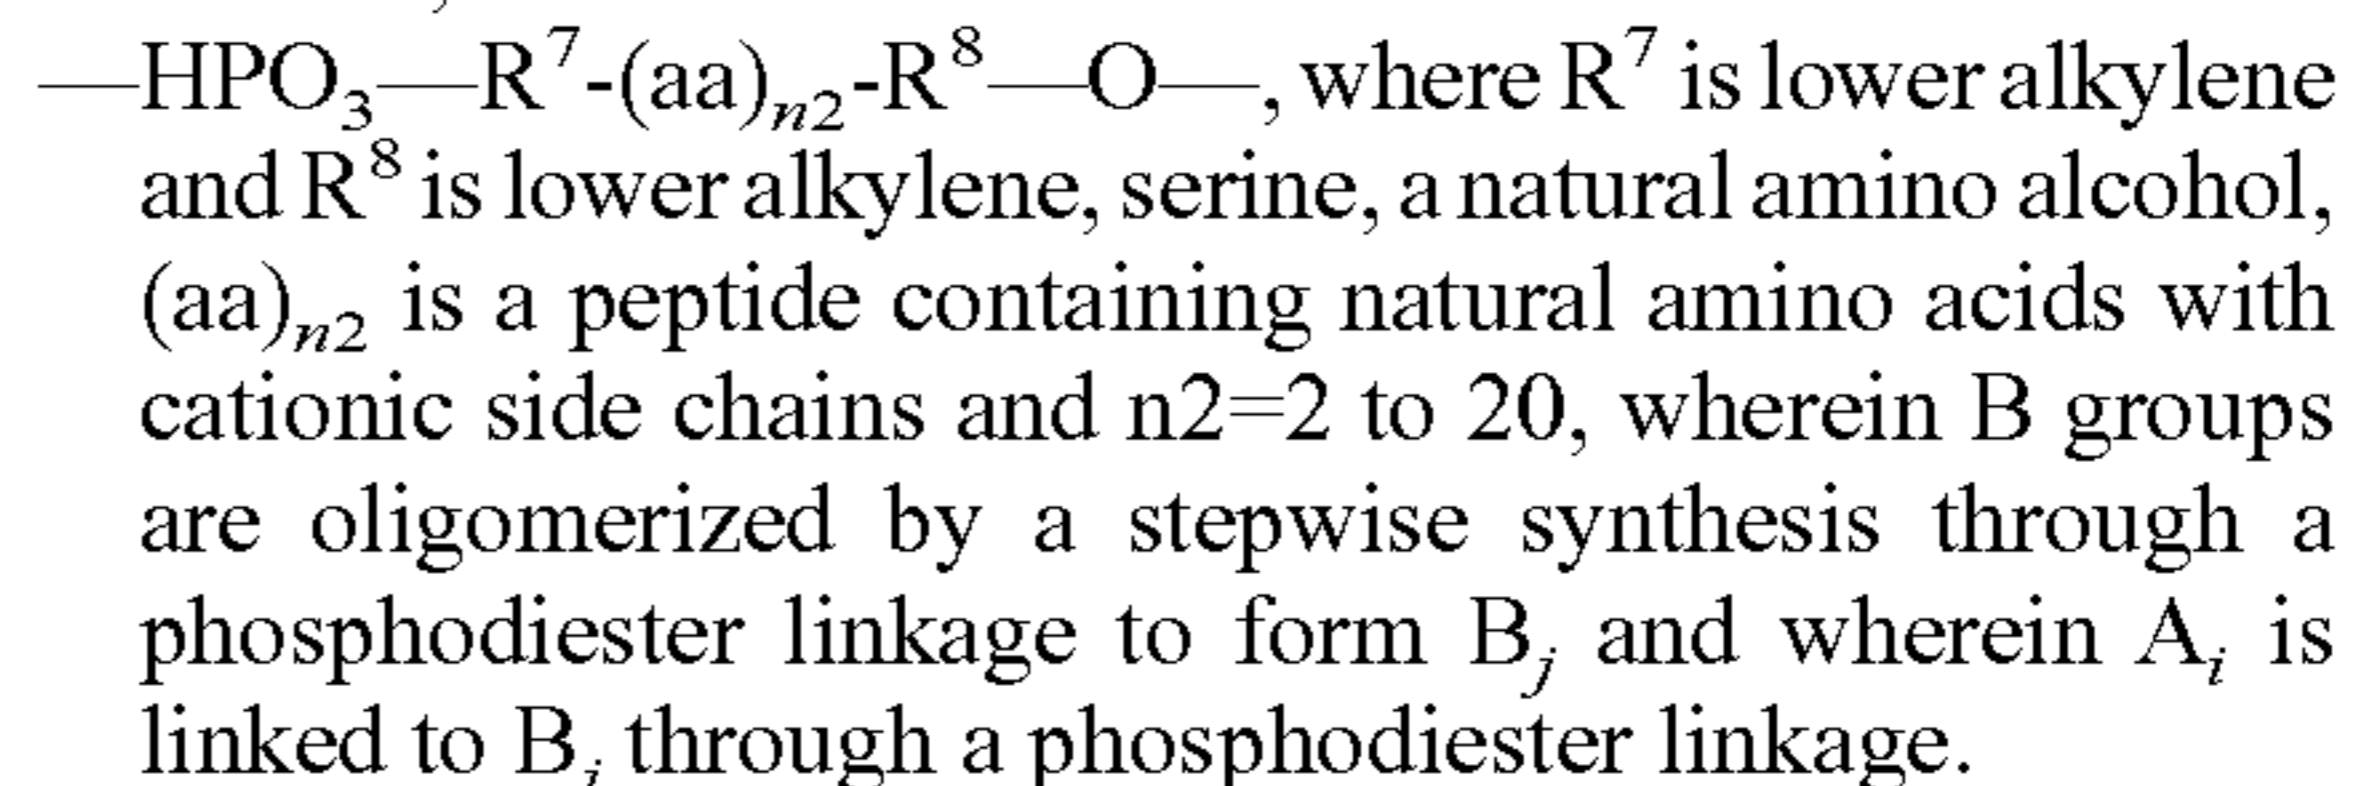 —HPO₃—R⁷-(aa)ₙ₂-R⁸—O—, where R⁷ is lower alkylene
and R⁸ is lower alkylene, serine, a natural amino alcohol,
(aa)ₙ₂ is a peptide containing natural amino acids with
cationic side chains and n2=2 to 20, wherein B groups
are oligomerized by a stepwise synthesis through a
phosphodiester linkage to form Bⱼ and wherein Aᵢ is
linked to Bⱼ through a phosphodiester linkage.